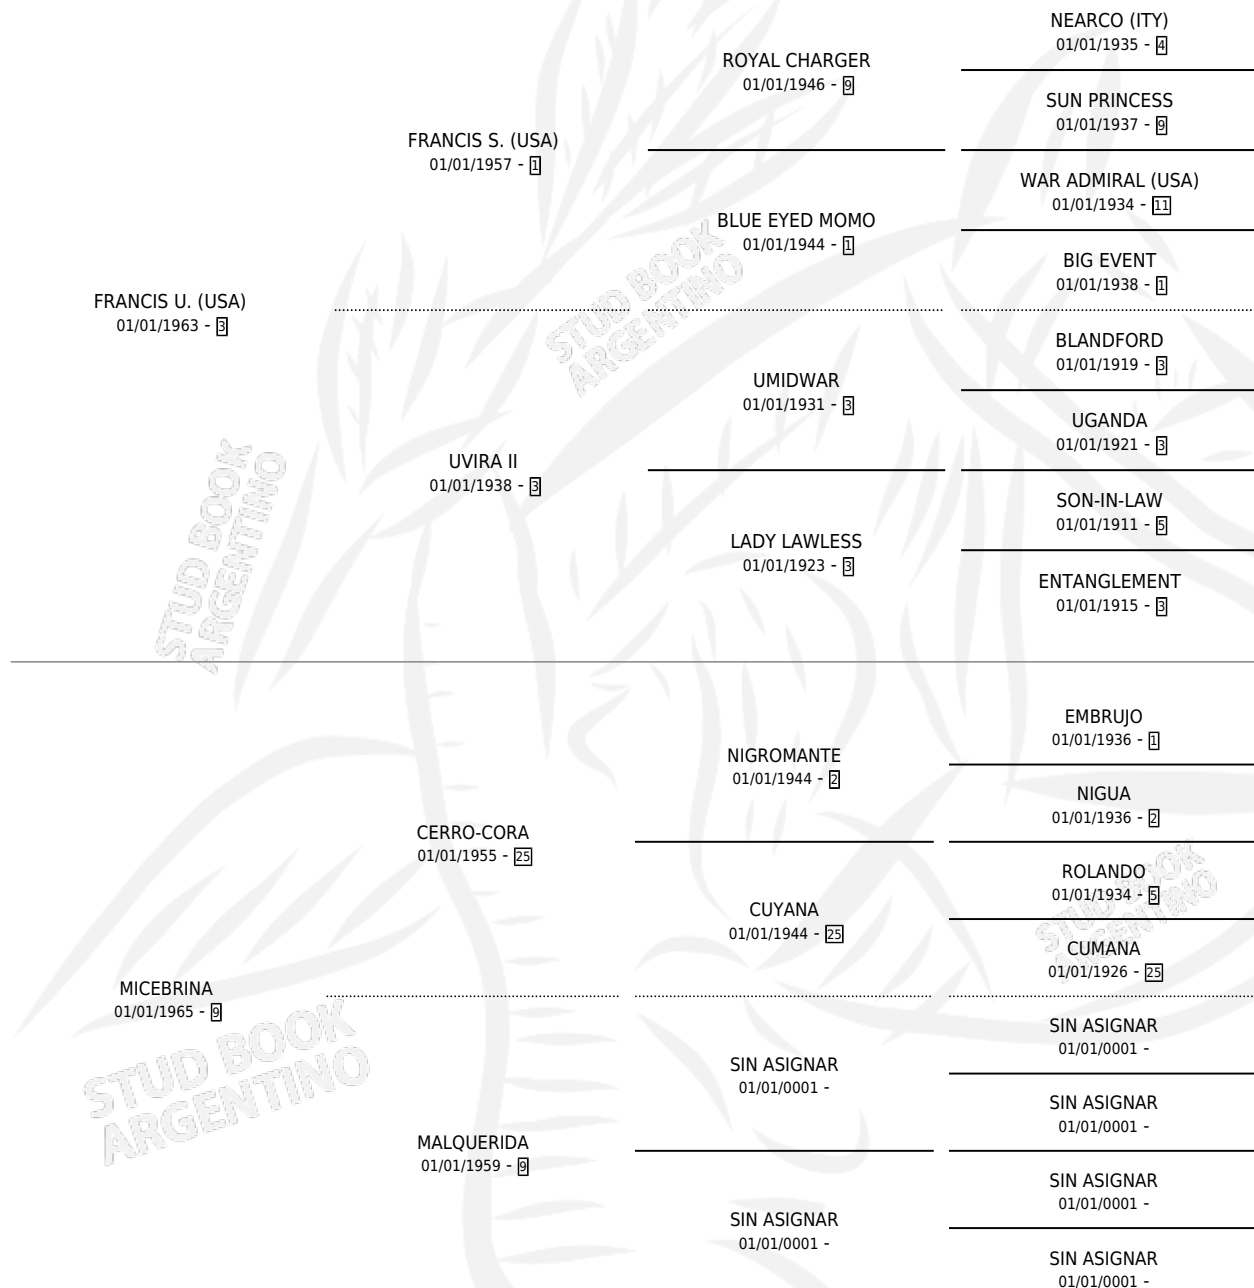 NEARCO (ITY)
01/01/1935 - 4
ROYAL CHARGER
01/01/1946 - 9
SUN PRINCESS
01/01/1937 - 9
FRANCIS S. (USA)
01/01/1957 - 1
WAR ADMIRAL (USA)
01/01/1934 - 11
BLUE EYED MOMO
01/01/1944 - 1
BIG EVENT
01/01/1938 - 1
FRANCIS U. (USA)
01/01/1963 - 3
STUD BOOK
ARGENTINO
BLANDFORD
01/01/1919 - 3
UMIDWAR
01/01/1931 - 3
UGANDA
01/01/1921 - 3
UVIRA II
01/01/1938 - 3
SON-IN-LAW
01/01/1911 - 5
LADY LAWLESS
01/01/1923 - 3
ENTANGLEMENT
01/01/1915 - 3
STUD BOOK
ARGENTINO
EMBRUJO
01/01/1936 - 1
NIGROMANTE
01/01/1944 - 2
NIGUA
01/01/1936 - 2
CERRO-CORA
01/01/1955 - 25
ROLANDO
01/01/1934 - 5
CUYANA
01/01/1944 - 25
CUMANA
01/01/1926 - 25
STUD BOOK
ARGENTINO
MICEBRINA
01/01/1965 - 9
SIN ASIGNAR
01/01/0001 -
SIN ASIGNAR
01/01/0001 -
SIN ASIGNAR
01/01/0001 -
STUD BOOK
ARGENTINO
MALQUERIDA
01/01/1959 - 9
SIN ASIGNAR
01/01/0001 -
SIN ASIGNAR
01/01/0001 -
SIN ASIGNAR
01/01/0001 -